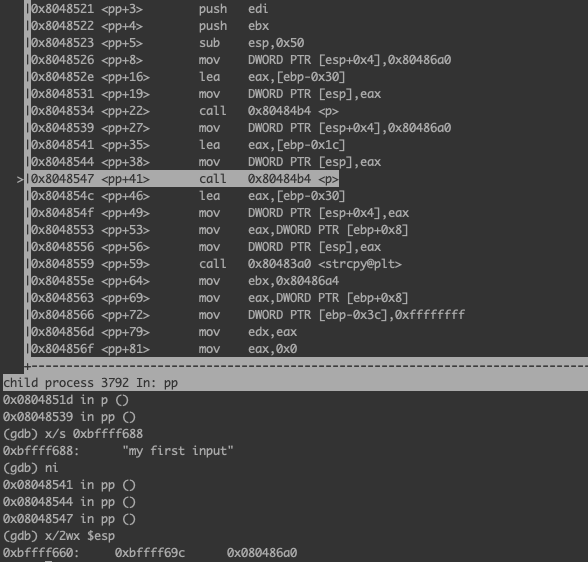 |0x8048521 <pp+3> push edi
|0x8048522 <pp+4> push ebx
|0x8048523 <pp+5> sub esp,0x50
|0x8048526 <pp+8> mov DWORD PTR [esp+0x4],0x80486a0
|0x804852e <pp+16> lea eax,[ebp-0x30]
|0x8048531 <pp+19> mov DWORD PTR [esp],eax
|0x8048534 <pp+22> call 0x80484b4 <p>
|0x8048539 <pp+27> mov DWORD PTR [esp+0x4],0x80486a0
|0x8048541 <pp+35> lea eax,[ebp-0x1c]
|0x8048544 <pp+38> mov DWORD PTR [esp],eax
>|0x8048547 <pp+41> call 0x80484b4 <p>
|0x804854c <pp+46> lea eax,[ebp-0x30]
|0x804854f <pp+49> mov DWORD PTR [esp+0x4],eax
|0x8048553 <pp+53> mov eax,DWORD PTR [ebp+0x8]
|0x8048556 <pp+56> mov DWORD PTR [esp],eax
|0x8048559 <pp+59> call 0x80483a0 <strcpy@plt>
|0x804855e <pp+64> mov ebx,0x80486a4
|0x8048563 <pp+69> mov eax,DWORD PTR [ebp+0x8]
|0x8048566 <pp+72> mov DWORD PTR [ebp-0x3c],0xffffffff
|0x804856d <pp+79> mov edx,eax
|0x804856f <pp+81> mov eax,0x0
child process 3792 In: pp
0x0804851d in p ()
0x08048539 in pp ()
(gdb) x/s 0xbffff688
0xbffff688: "my first input"
(gdb) ni
0x08048541 in pp ()
0x08048544 in pp ()
0x08048547 in pp ()
(gdb) x/2wx $esp
0xbffff660: 0xbffff69c 0x080486a0